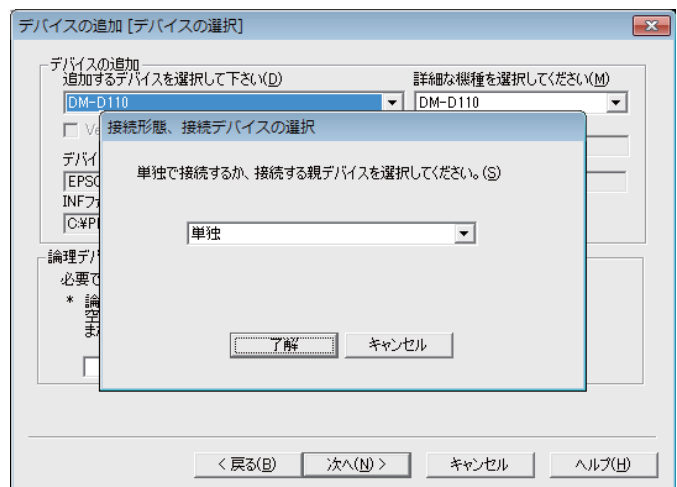 デバイスの追加 [デバイスの選択]
デバイスの追加
追加するデバイスを選択して下さい(D)
詳細な機種を選択してください(M)
DM-D110
DM-D110
接続形態、接続デバイスの選択
デバイ
単独で接続するか、接続する親デバイスを選択してください。(S)
EPSO
INFファ
C:¥P
単独
論理デバ
必要で
* 論
空
また
了解
キャンセル
< 戻る(B)
次へ(N) >
キャンセル
ヘルプ(H)